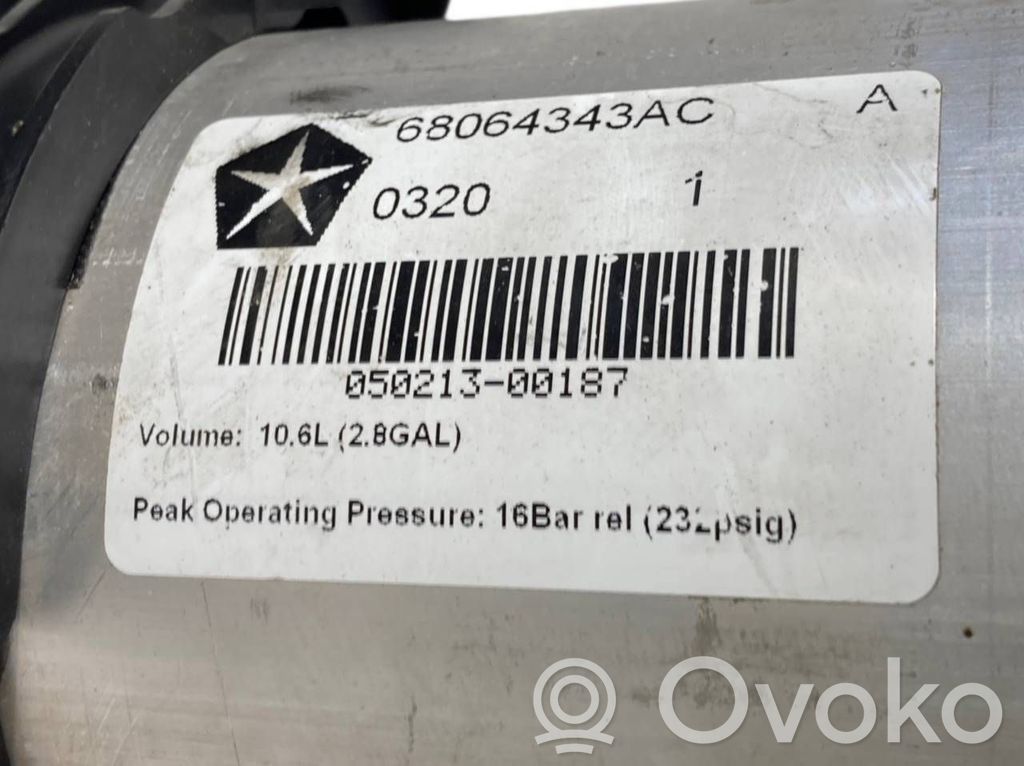 68064343AC A
0320 1
050213-00187
Volume: 10.6L (2.8GAL)
Peak Operating Pressure: 16Bar rel (232psig)
Ovoko